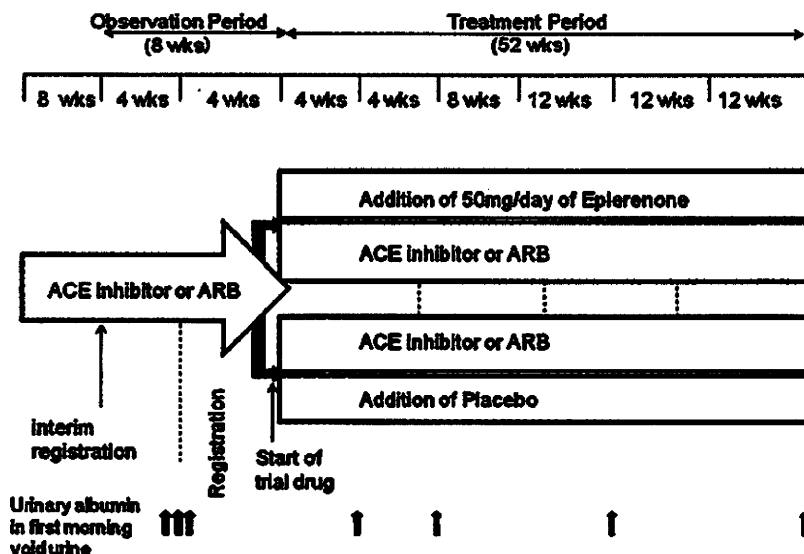 Observation Period
(8 wks)
Treatment Period
(52 wks)
8 wks
4 wks
4 wks
4 wks
4 wks
8 wks
12 wks
12 wks
12 wks
Addition of 50mg/day of Eplerenone
ACE inhibitor or ARB
ACE inhibitor or ARB
ACE inhibitor or ARB
Addition of Placebo
interim
registration
Registration
Start of
trial drug
Urinary albumin
in first morning
void urine